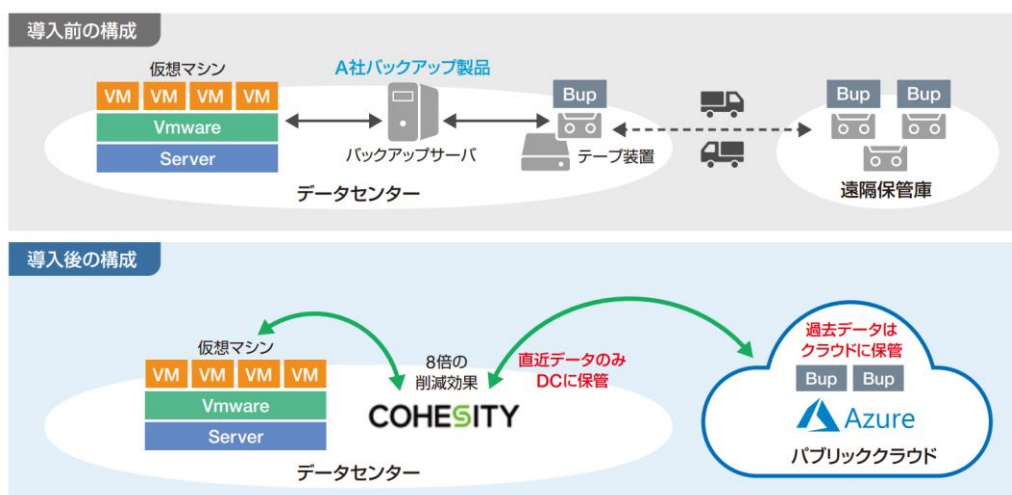 導入前の構成
仮想マシン
VM VM VM VM
Vmware
Server
A社バックアップ製品
バックアップサーバ
Bup
テープ装置
データセンター
Bup Bup
遠隔保管庫
導入後の構成
仮想マシン
VM VM VM VM
Vmware
Server
8倍の
削減効果
COHESITY
直近データのみ
DCに保管
データセンター
過去データは
クラウドに保管
Bup Bup
Azure
パブリッククラウド